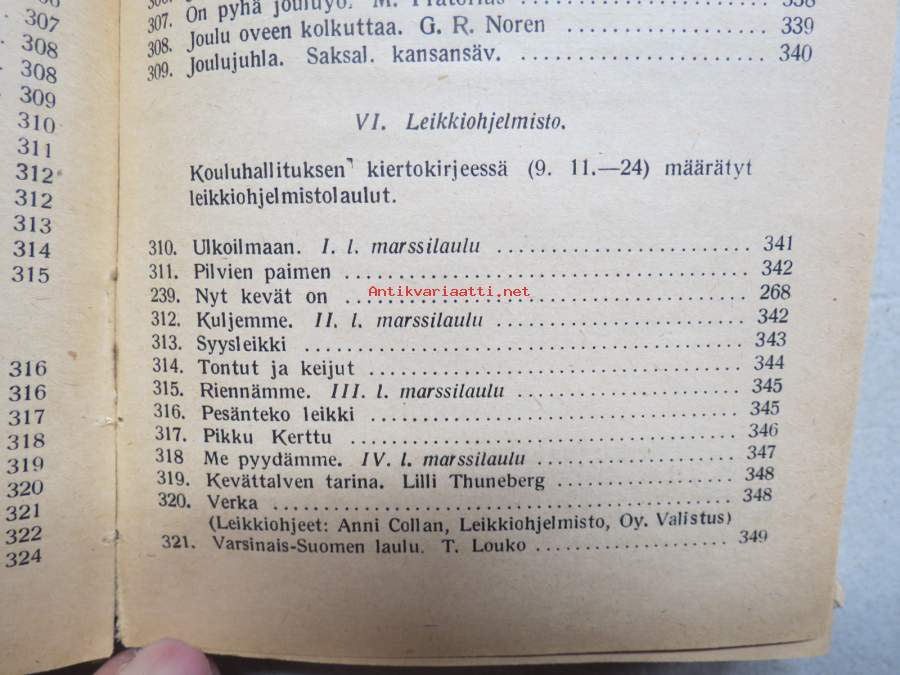 307
308
308
309
310
311
312
312
313
314
315
316
316
317
318
319
320
321
322
324
307. On pyhä jouluyö. M. Prätorius 338
308. Joulu oveen kolkuttaa. G. R. Noren 339
309. Joulujuhla. Saksal. kansansäv. 340
VI. Leikkiohjelmisto.
Kouluhallituksen kiertokirjeessä (9. 11.—24) määrätyt
leikkiohjelmistolaulut.
310. Ulkoilmaan. I. l. marssilaulu 341
311. Pilvien paimen 342
Antikvariaatti.net
239. Nyt kevät on 268
312. Kuljemme. II. l. marssilaulu 342
313. Syysleikki 343
314. Tontut ja keijut 344
315. Riennämme. III. l. marssilaulu 345
316. Pesänteko leikki 345
317. Pikku Kerttu 346
318 Me pyydämme. IV. l. marssilaulu 347
319. Kevättalven tarina. Lilli Thuneberg 348
320. Verka 348
(Leikkiohjeet: Anni Collan, Leikkiohjelmisto, Oy. Valistus)
321. Varsinais-Suomen laulu. T. Louko 349